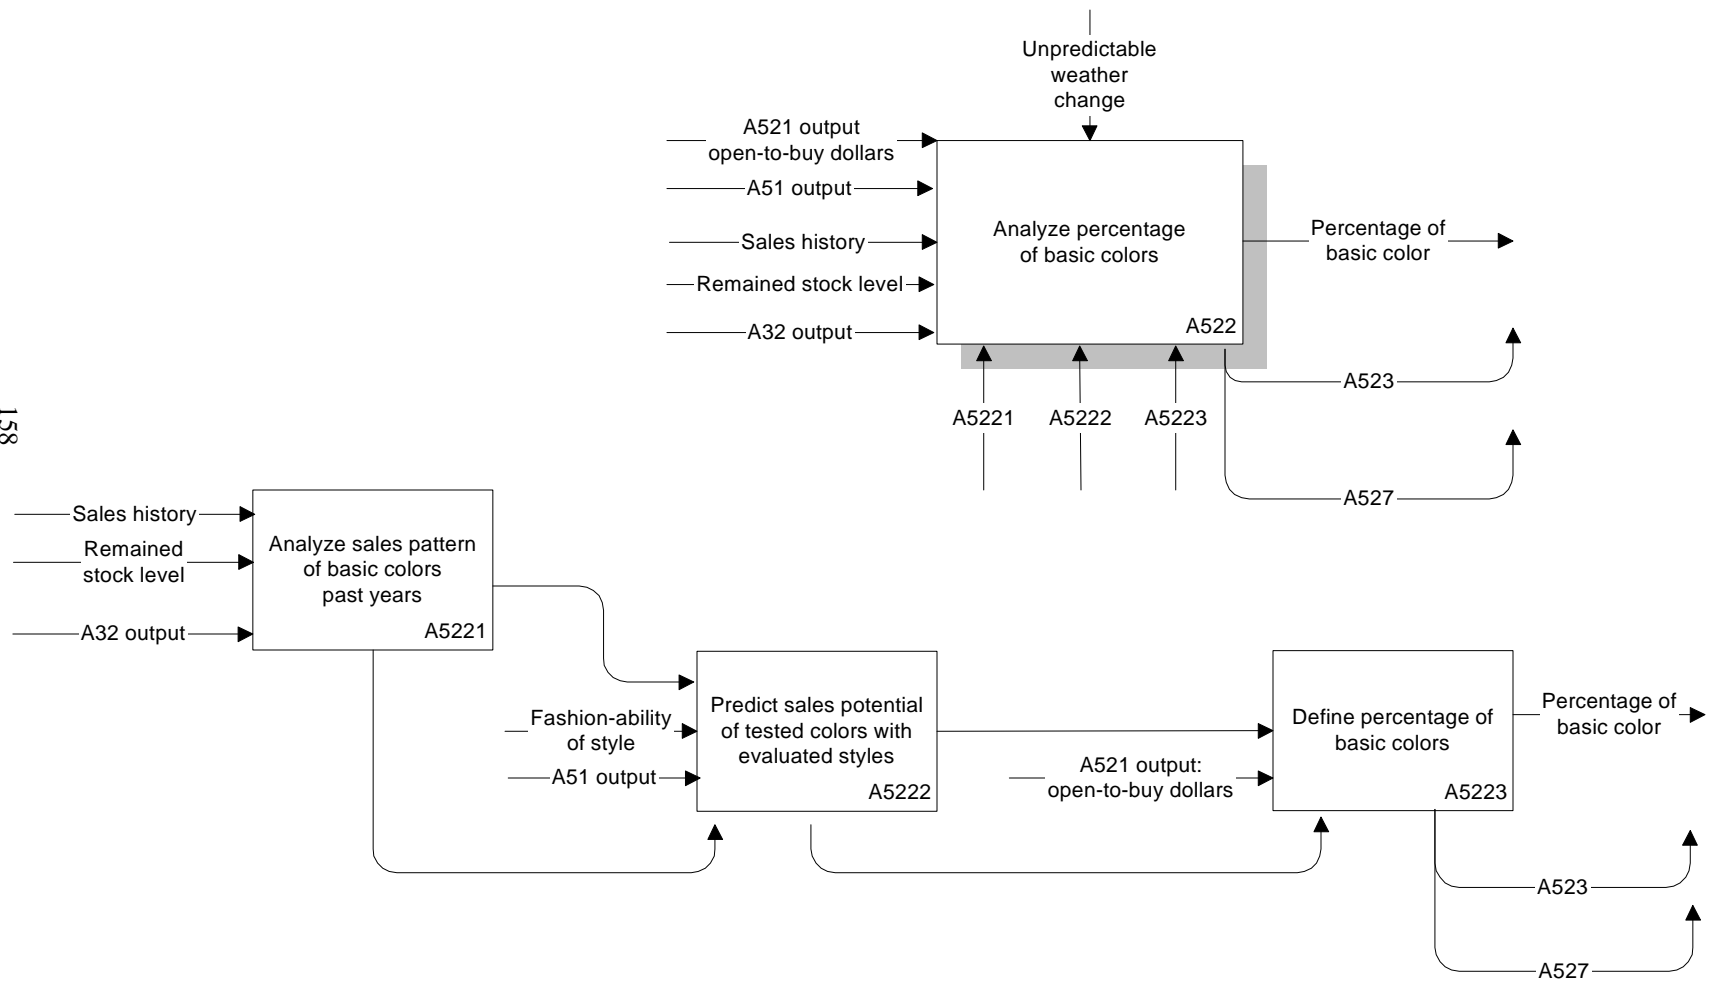 Unpredictable
weather
change
A521 output
open-to-buy dollars
A51 output
Sales history
Remained stock level
A32 output
Analyze percentage
of basic colors
A522
Percentage of
basic color
A523
A527
A5221
A5222
A5223
158
Sales history
Remained
stock level
A32 output
Analyze sales pattern
of basic colors
past years
A5221
Fashion-ability
of style
A51 output
Predict sales potential
of tested colors with
evaluated styles
A5222
A521 output:
open-to-buy dollars
Define percentage of
basic colors
A5223
Percentage of
basic color
A523
A527